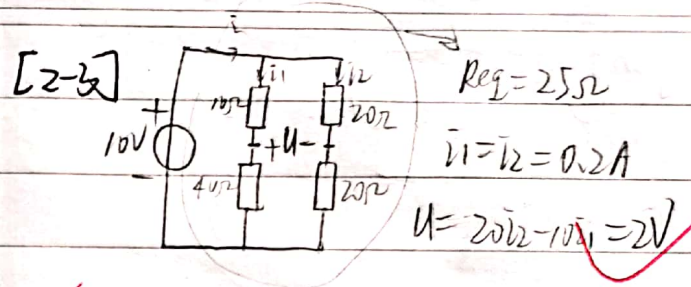 i
[2-3]
i1 i2
Req=25Ω
10Ω 20Ω
+
10V
-
+u-
i1=i2=0.2A
40Ω 20Ω
u=20i2-10i1=2V